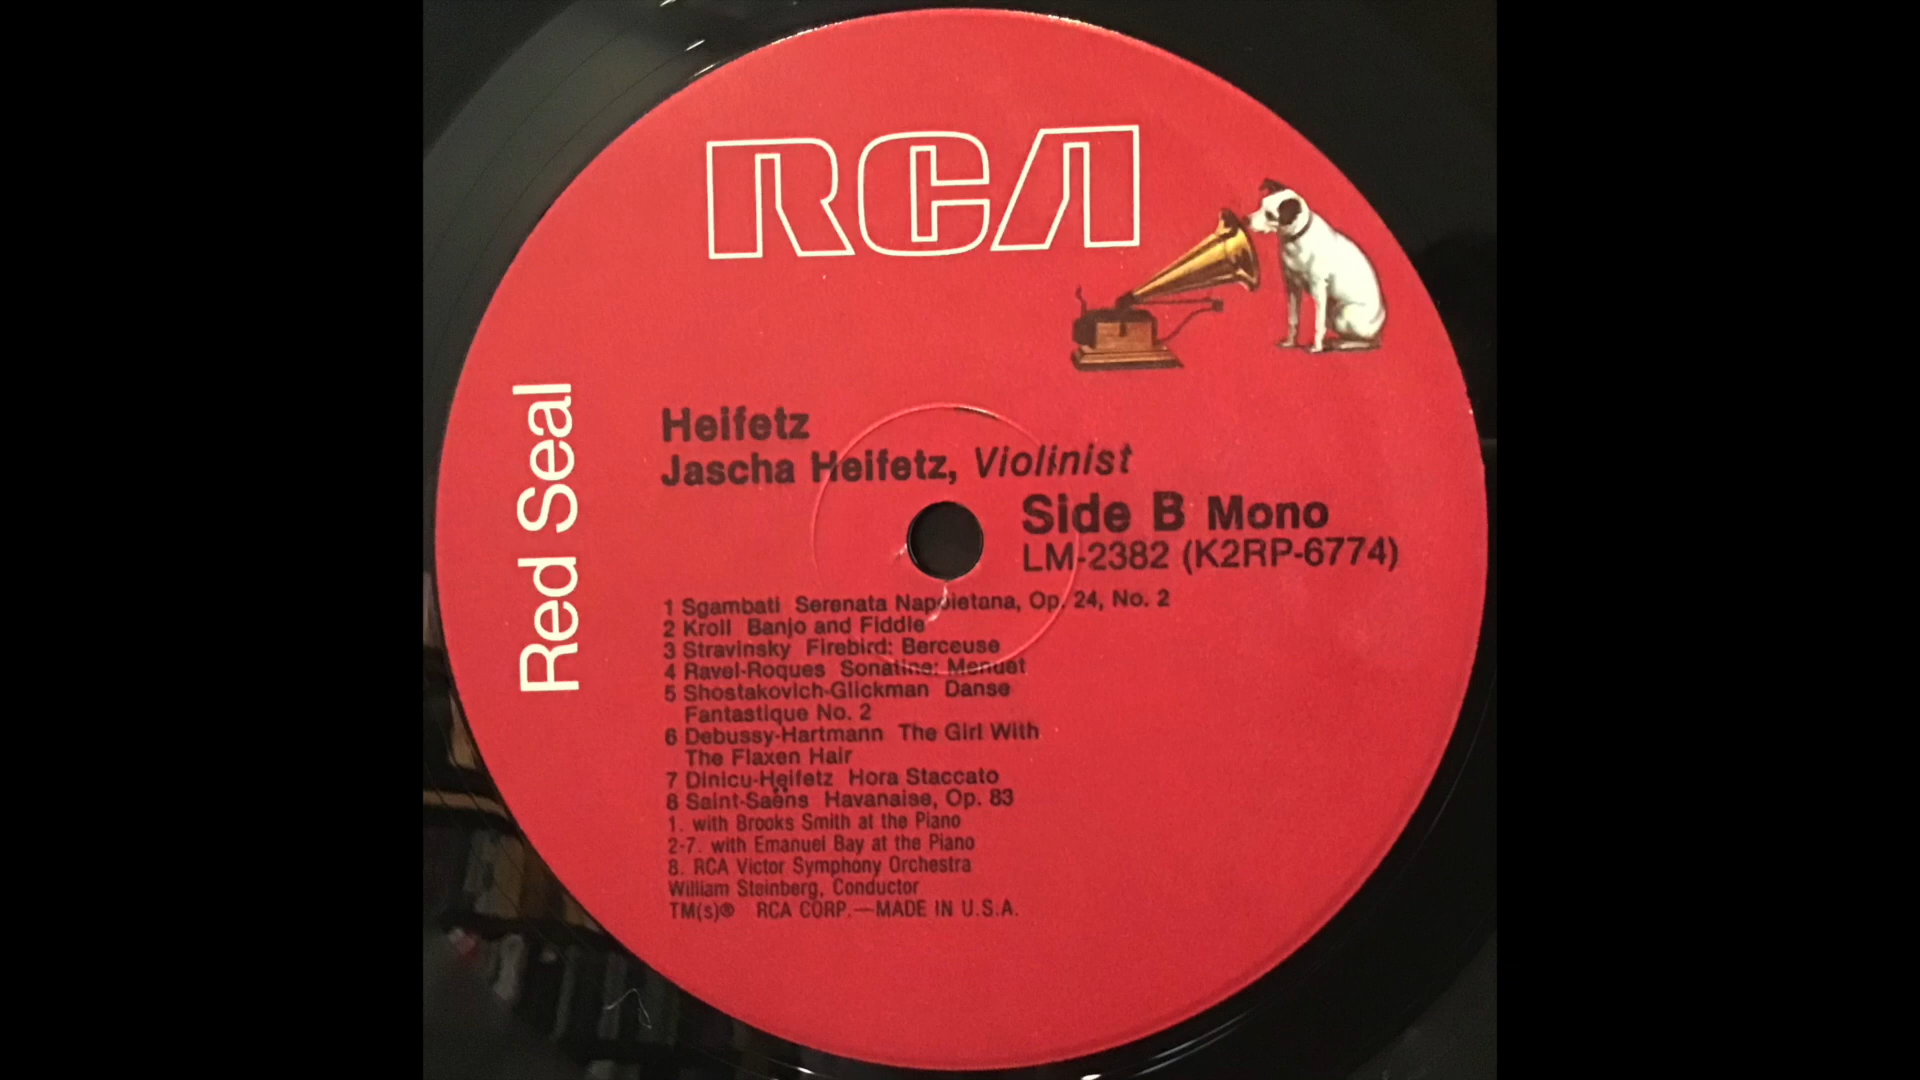 RCA
Red Seal
Heifetz
Jascha Heifetz, Violinist
Side B Mono
LM-2382 (K2RP-6774)
1 Sgambati Serenata Napoletana, Op. 24, No. 2
2 Kroll Banjo and Fiddle
3 Stravinsky Firebird: Berceuse
4 Ravel-Roques Sonatine: Menuet
5 Shostakovich-Glickman Danse
Fantastique No. 2
6 Debussy-Hartmann The Girl With
The Flaxen Hair
7 Dinicu-Heifetz Hora Staccato
8 Saint-Saëns Havanaise, Op. 83
1. with Brooks Smith at the Piano
2-7. with Emanuel Bay at the Piano
8. RCA Victor Symphony Orchestra
William Steinberg, Conductor
TM(s)® RCA CORP.—MADE IN U.S.A.